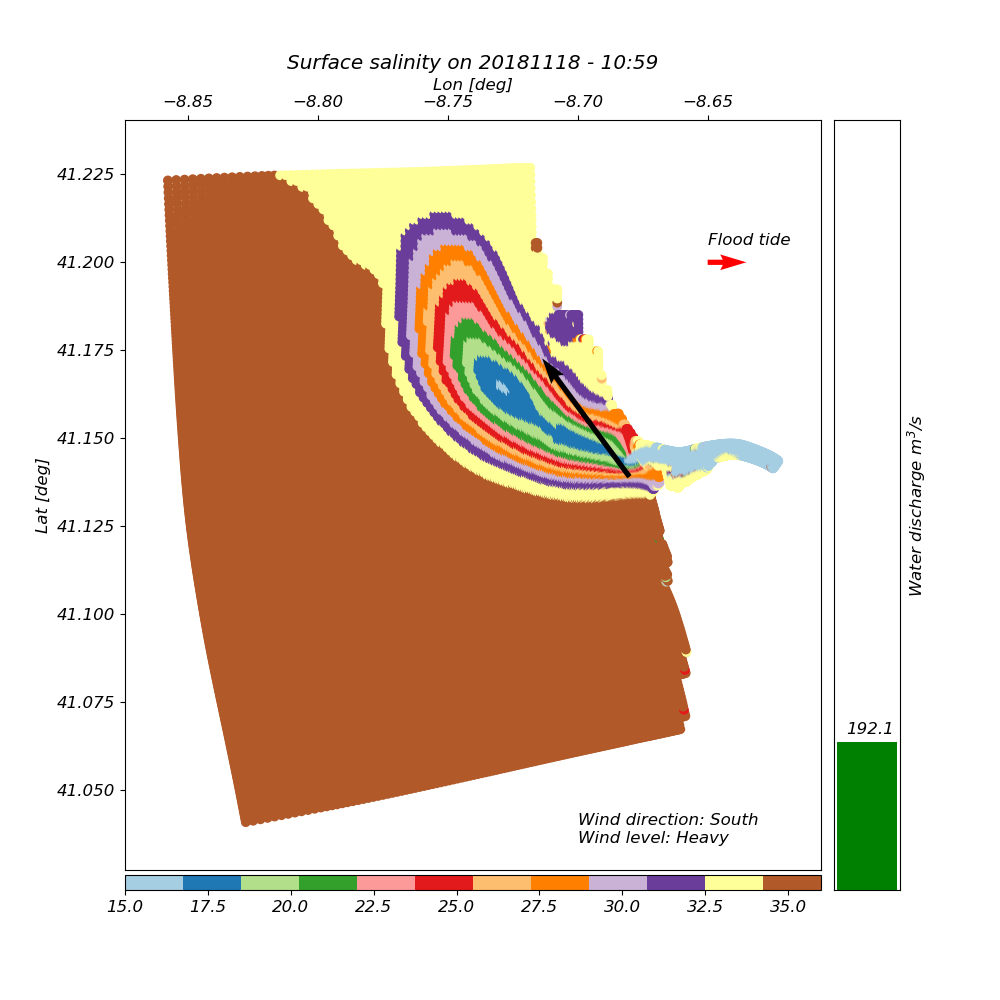 Surface salinity on 20181118 - 10:59
Lon [deg]
−8.85 −8.80 −8.75 −8.70 −8.65
41.225
41.200
41.175
41.150
41.125
41.100
41.075
41.050
Lat [deg]
Flood tide
Wind direction: South
Wind level: Heavy
192.1
Water discharge m³/s
15.0 17.5 20.0 22.5 25.0 27.5 30.0 32.5 35.0